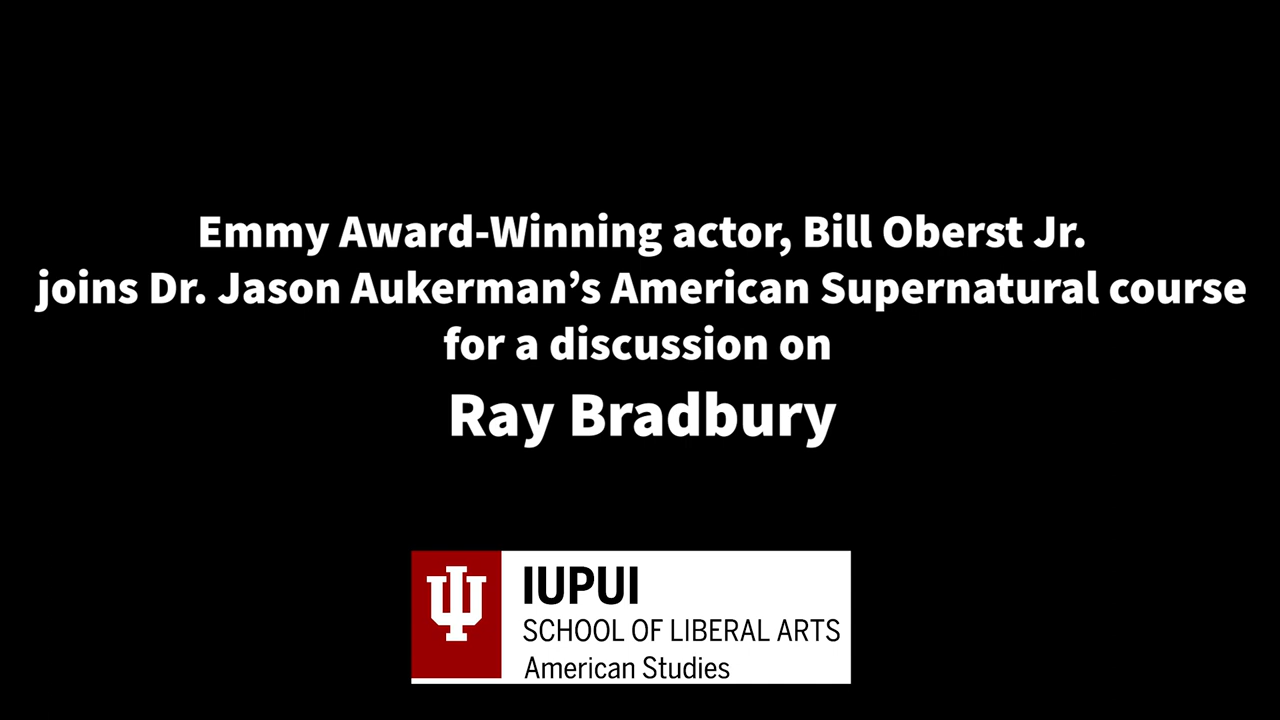 Emmy Award-Winning actor, Bill Oberst Jr.
joins Dr. Jason Aukerman’s American Supernatural course
for a discussion on
Ray Bradbury
IUPUI
SCHOOL OF LIBERAL ARTS
American Studies